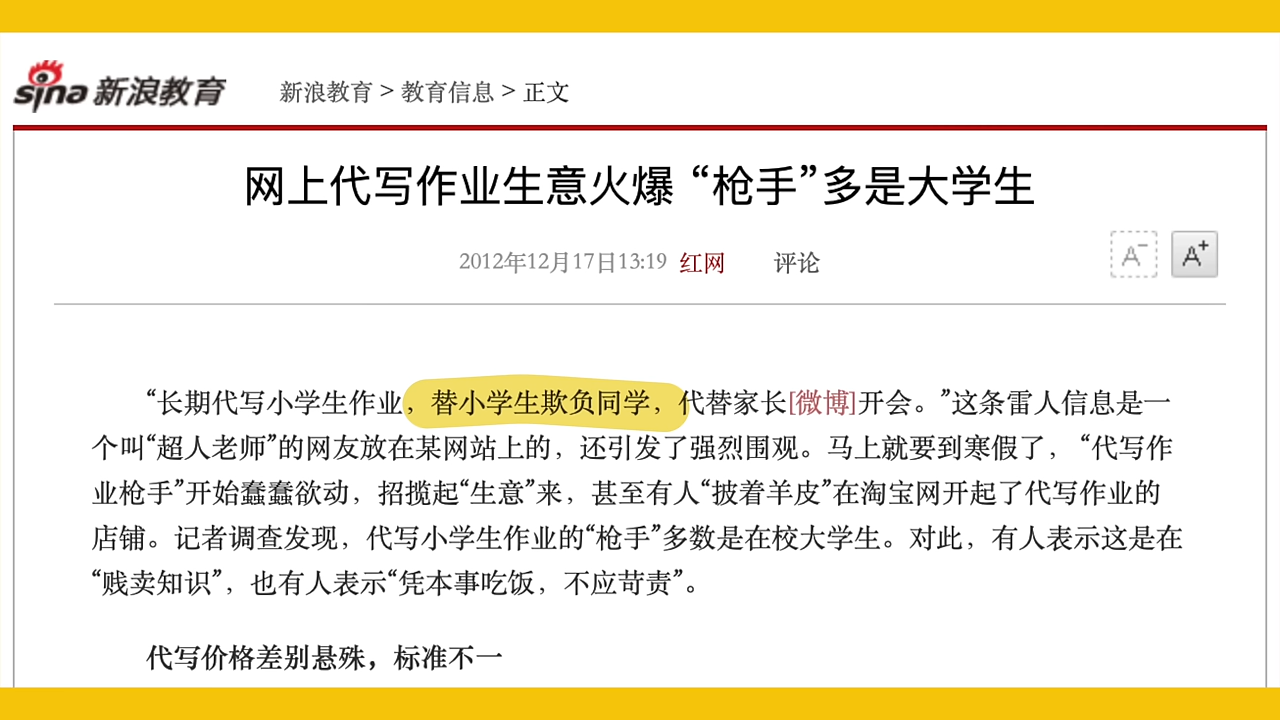 sina新浪教育
新浪教育 > 教育信息 > 正文
网上代写作业生意火爆 “枪手”多是大学生
2012年12月17日13:19 红网 评论
A⁻ A⁺
“长期代写小学生作业，替小学生欺负同学，代替家长[微博]开会。”这条雷人信息是一
个叫“超人老师”的网友放在某网站上的，还引发了强烈围观。马上就要到寒假了，“代写作
业枪手”开始蠢蠢欲动，招揽起“生意”来，甚至有人“披着羊皮”在淘宝网开起了代写作业的
店铺。记者调查发现，代写小学生作业的“枪手”多数是在校大学生。对此，有人表示这是在
“贱卖知识”，也有人表示“凭本事吃饭，不应苛责”。
代写价格差别悬殊，标准不一